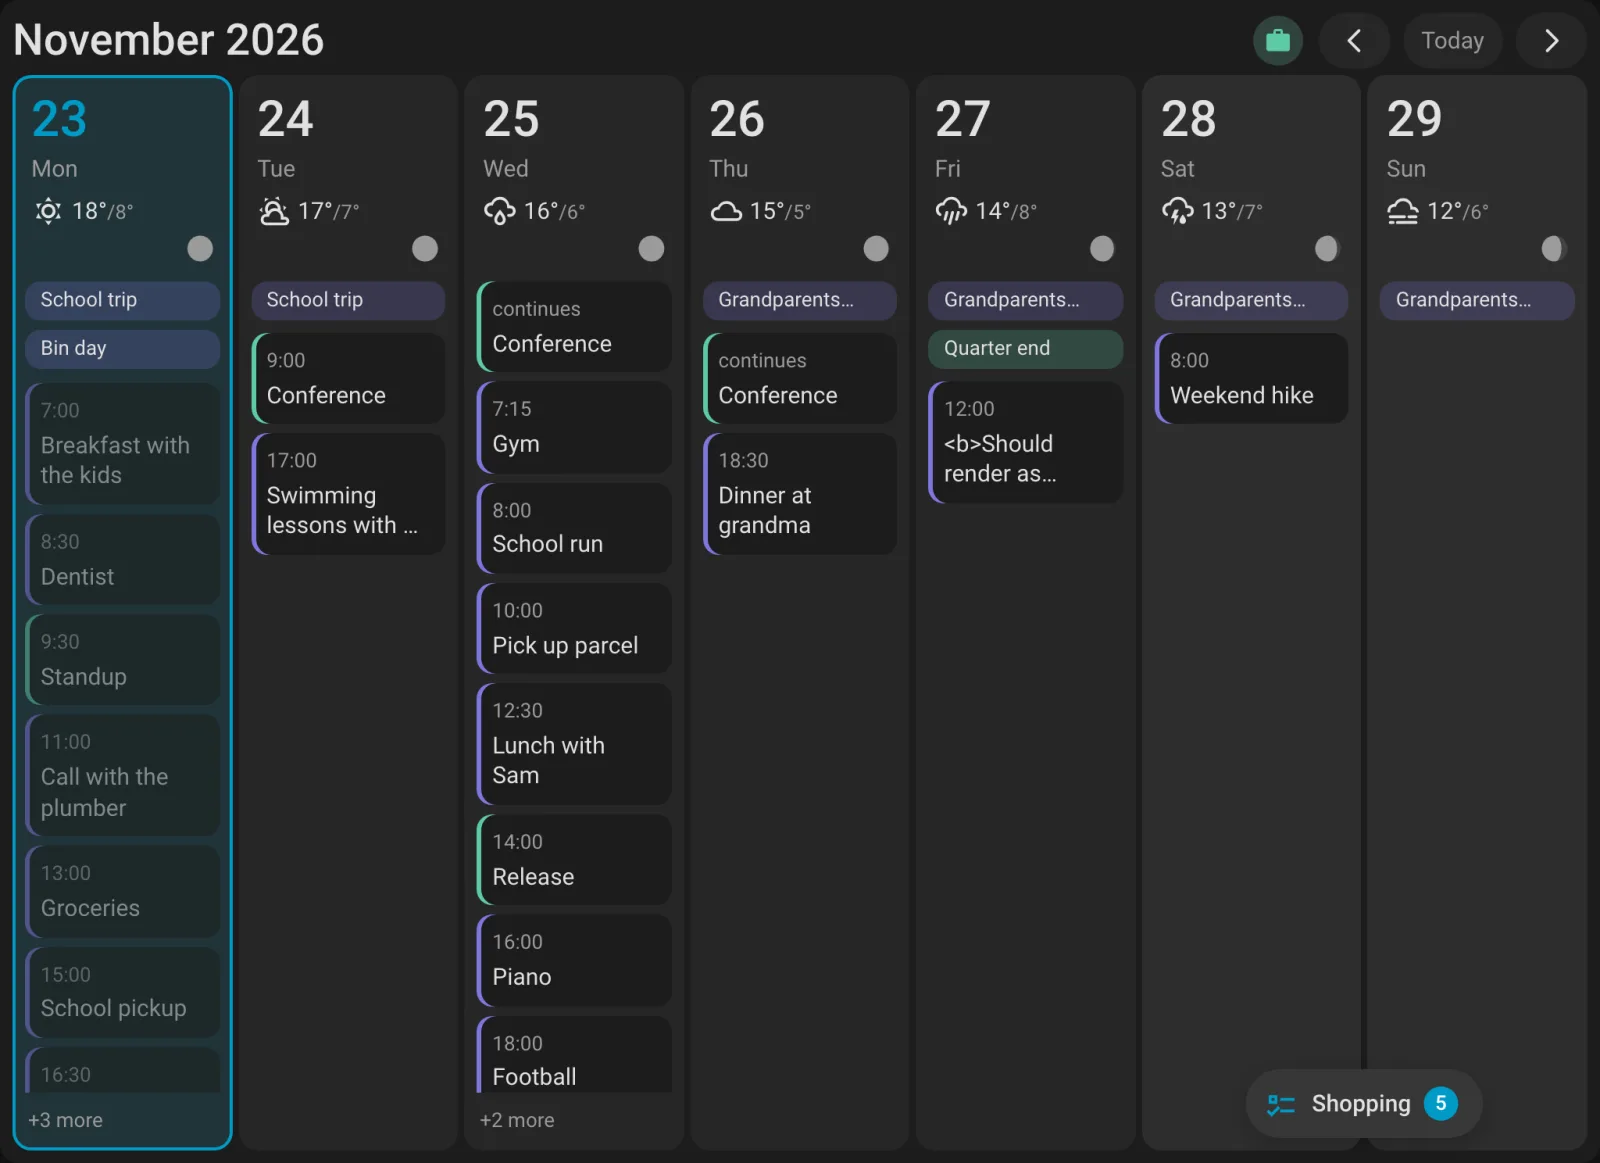 November 2026
Today
23
Mon
18°/8°
School trip
Bin day
7:00
Breakfast with
the kids
8:30
Dentist
9:30
Standup
11:00
Call with the
plumber
13:00
Groceries
15:00
School pickup
16:30
+3 more
24
Tue
17°/7°
School trip
9:00
Conference
17:00
Swimming
lessons with ...
25
Wed
16°/6°
continues
Conference
7:15
Gym
8:00
School run
10:00
Pick up parcel
12:30
Lunch with
Sam
14:00
Release
16:00
Piano
18:00
Football
+2 more
26
Thu
15°/5°
Grandparents...
continues
Conference
18:30
Dinner at
grandma
27
Fri
14°/8°
Grandparents...
Quarter end
12:00
<b>Should
render as...
28
Sat
13°/7°
Grandparents...
8:00
Weekend hike
29
Sun
12°/6°
Grandparents...
Shopping 5